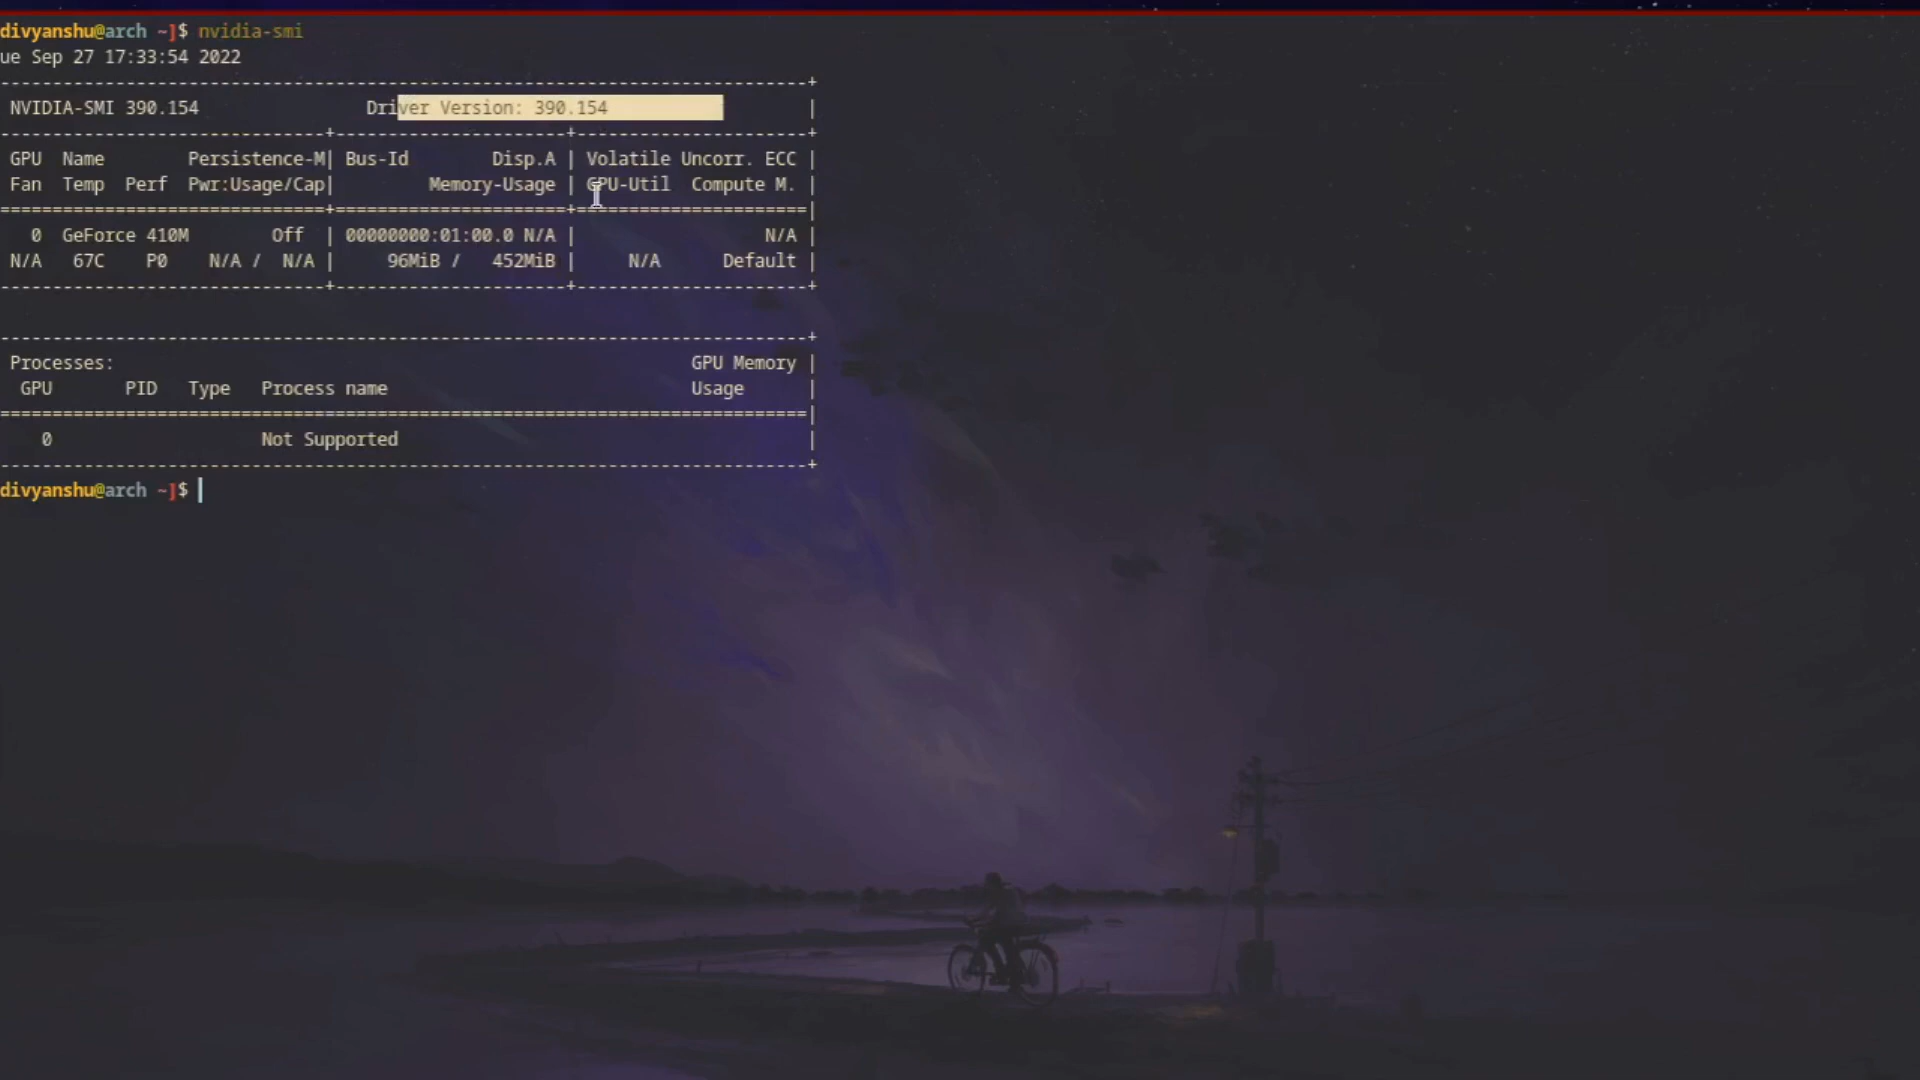 divyanshu@arch ~]$ nvidia-smi
ue Sep 27 17:33:54 2022
-----------------------------------------------------------------------------+
NVIDIA-SMI 390.154                Driver Version: 390.154                   |
-------------------------------+----------------------+----------------------+
GPU  Name        Persistence-M| Bus-Id        Disp.A | Volatile Uncorr. ECC |
Fan  Temp  Perf  Pwr:Usage/Cap|         Memory-Usage | GPU-Util  Compute M. |
===============================+======================+======================|
0  GeForce 410M        Off  | 00000000:01:00.0 N/A |                  N/A |
N/A   67C    P0    N/A /  N/A |     96MiB /   452MiB |     N/A      Default |
-------------------------------+----------------------+----------------------+
-----------------------------------------------------------------------------+
Processes:                                                       GPU Memory |
GPU       PID   Type   Process name                             Usage      |
=============================================================================|
0                    Not Supported                                       |
-----------------------------------------------------------------------------+
divyanshu@arch ~]$